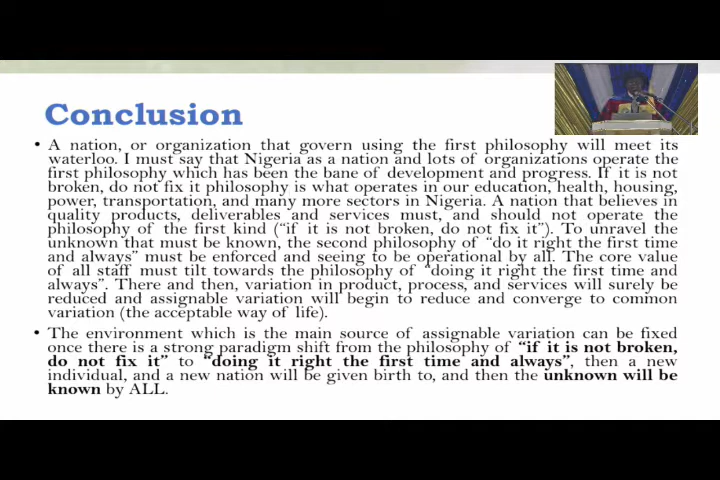 Conclusion
• A nation, or organization that govern using the first philosophy will meet its
waterloo. I must say that Nigeria as a nation and lots of organizations operate the
first philosophy which has been the bane of development and progress. If it is not
broken, do not fix it philosophy is what operates in our education, health, housing,
power, transportation, and many more sectors in Nigeria. A nation that believes in
quality products, deliverables and services must, and should not operate the
philosophy of the first kind ("if it is not broken, do not fix it"). To unravel the
unknown that must be known, the second philosophy of "do it right the first time
and always" must be enforced and seeing to be operational by all. The core value
of all staff must tilt towards the philosophy of "doing it right the first time and
always". There and then, variation in product, process, and services will surely be
reduced and assignable variation will begin to reduce and converge to common
variation (the acceptable way of life).
• The environment which is the main source of assignable variation can be fixed
once there is a strong paradigm shift from the philosophy of "if it is not broken,
do not fix it" to "doing it right the first time and always", then a new
individual, and a new nation will be given birth to, and then the unknown will be
known by ALL.